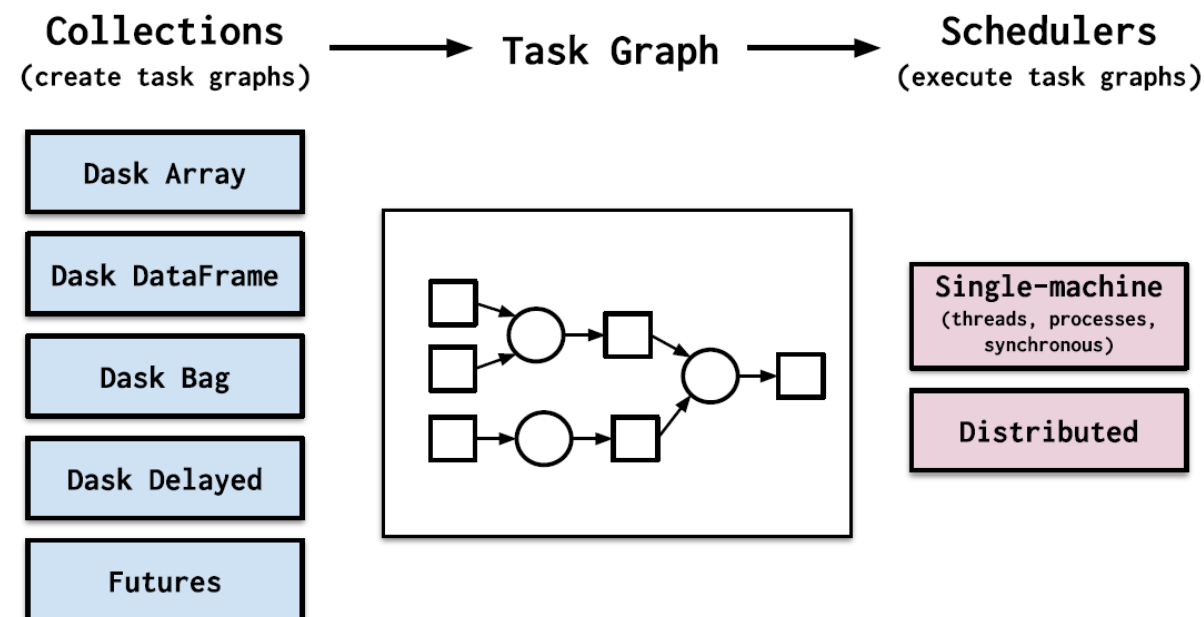 Collections
(create task graphs)
Task Graph
Schedulers
(execute task graphs)
Dask Array
Dask DataFrame
Dask Bag
Dask Delayed
Futures
Single-machine
(threads, processes,
synchronous)
Distributed